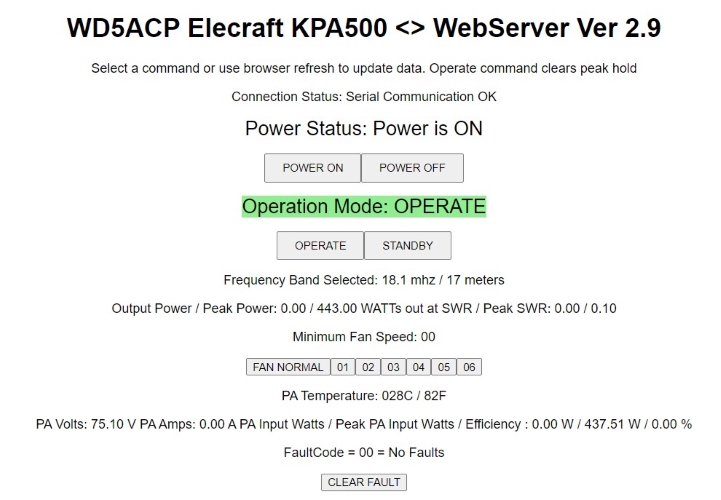 WD5ACP Elecraft KPA500 <> WebServer Ver 2.9
Select a command or use browser refresh to update data. Operate command clears peak hold
Connection Status: Serial Communication OK
Power Status: Power is ON
POWER ON POWER OFF
Operation Mode: OPERATE
OPERATE STANDBY
Frequency Band Selected: 18.1 mhz / 17 meters
Output Power / Peak Power: 0.00 / 443.00 WATTs out at SWR / Peak SWR: 0.00 / 0.10
Minimum Fan Speed: 00
FAN NORMAL 01 02 03 04 05 06
PA Temperature: 028C / 82F
PA Volts: 75.10 V PA Amps: 0.00 A PA Input Watts / Peak PA Input Watts / Efficiency : 0.00 W / 437.51 W / 0.00 %
FaultCode = 00 = No Faults
CLEAR FAULT